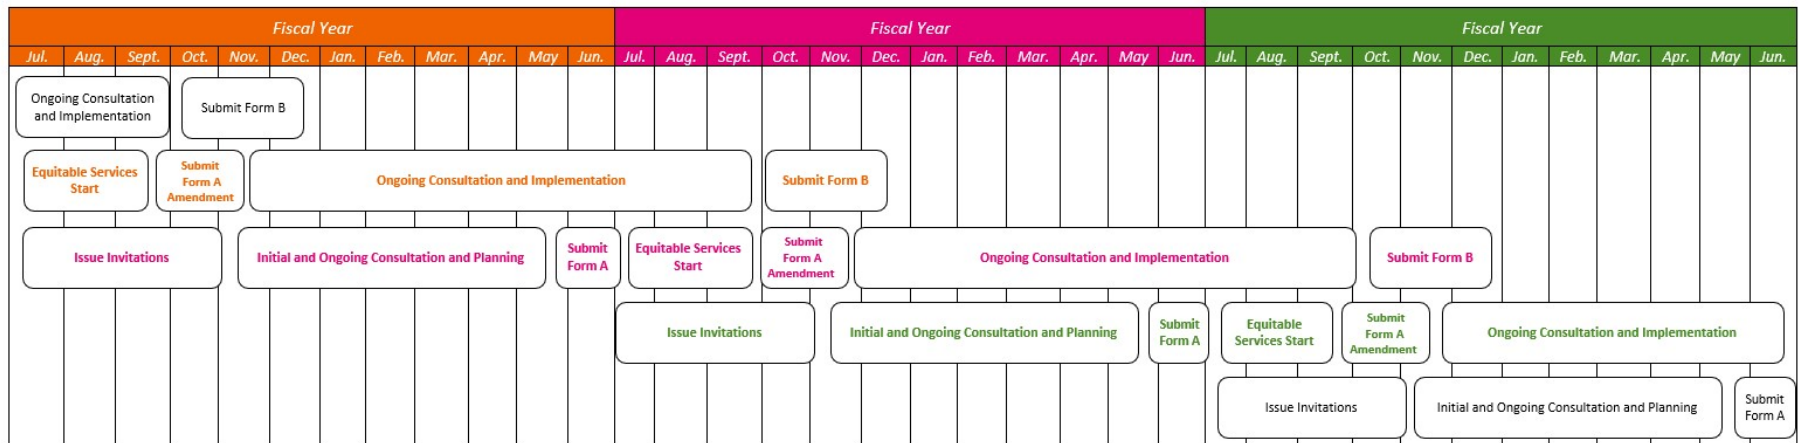 Fiscal Year Fiscal Year Fiscal Year
Jul. Aug. Sept. Oct. Nov. Dec. Jan. Feb. Mar. Apr. May Jun. Jul. Aug. Sept. Oct. Nov. Dec. Jan. Feb. Mar. Apr. May Jun. Jul. Aug. Sept. Oct. Nov. Dec. Jan. Feb. Mar. Apr. May Jun.
Ongoing Consultation
and Implementation
Submit Form B
Equitable Services
Start
Submit
Form A
Amendment
Ongoing Consultation and Implementation
Submit Form B
Issue Invitations
Initial and Ongoing Consultation and Planning
Submit
Form A
Equitable Services
Start
Submit
Form A
Amendment
Ongoing Consultation and Implementation
Submit Form B
Issue Invitations
Initial and Ongoing Consultation and Planning
Submit
Form A
Equitable
Services Start
Submit
Form A
Amendment
Ongoing Consultation and Implementation
Issue Invitations
Initial and Ongoing Consultation and Planning
Submit
Form A